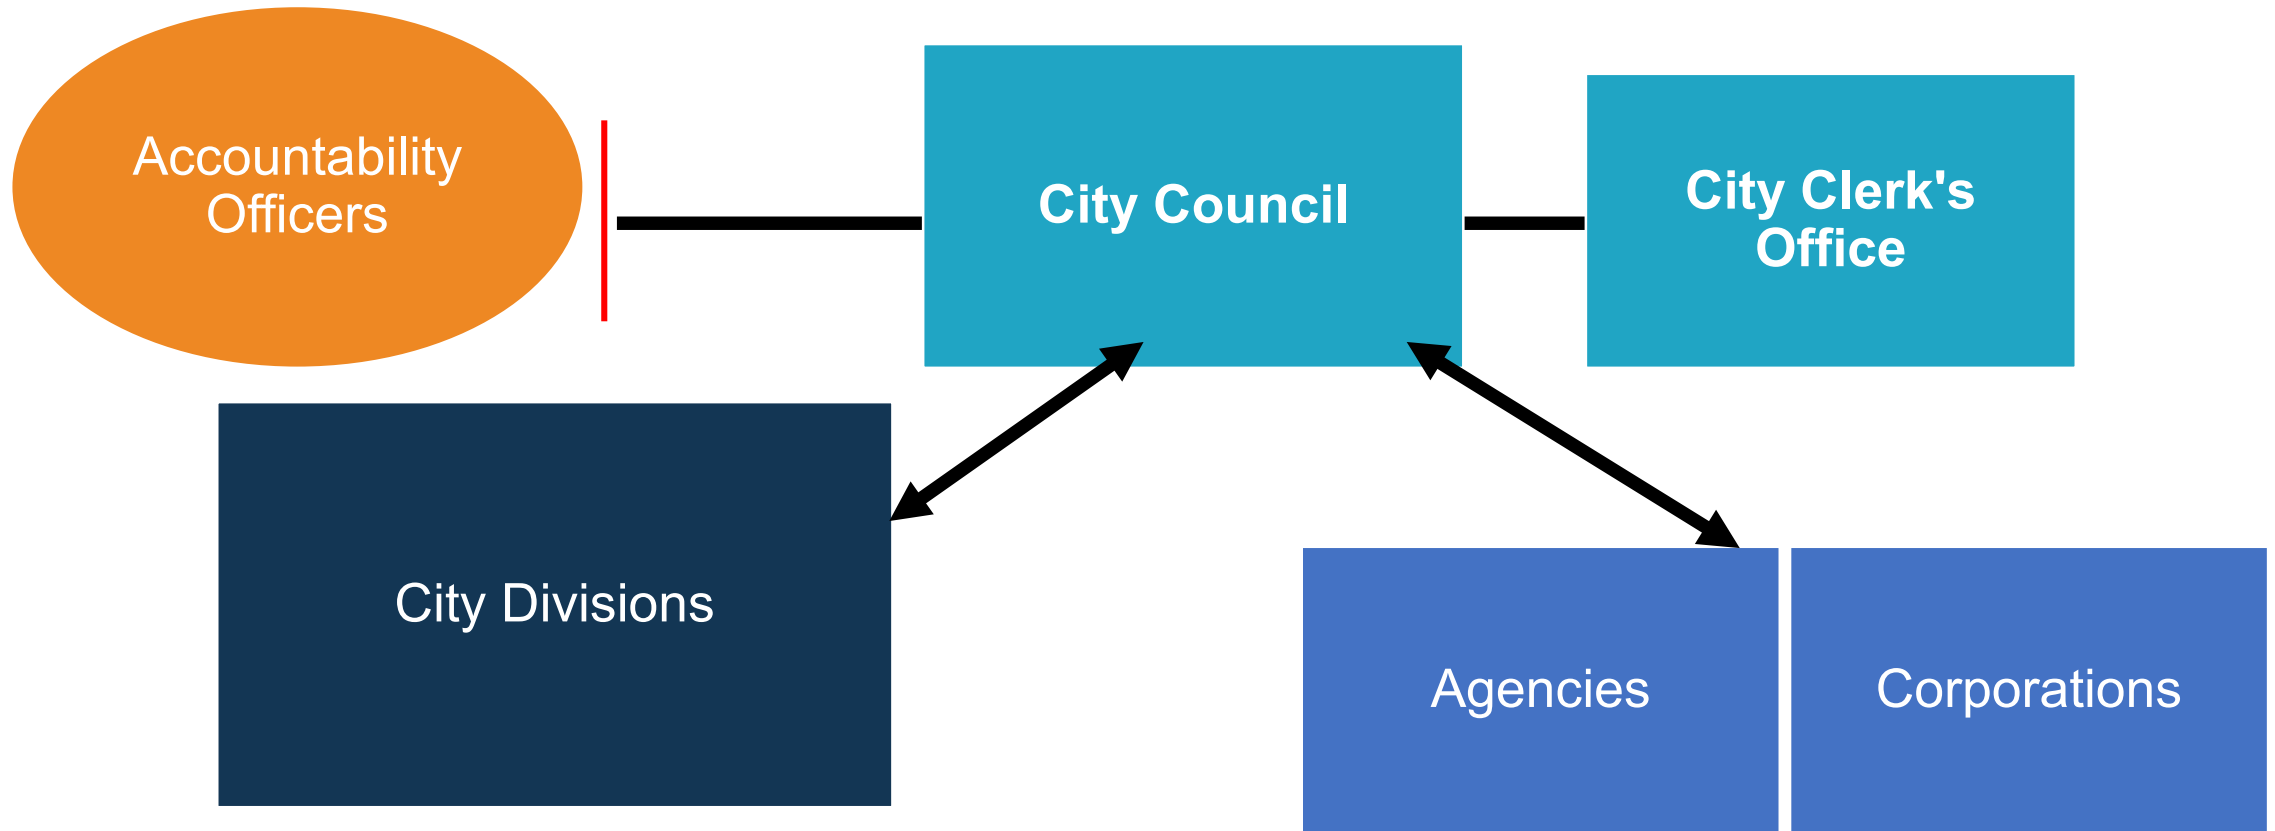 Accountability
Officers
City Council
City Clerk's
Office
City Divisions
Agencies
Corporations